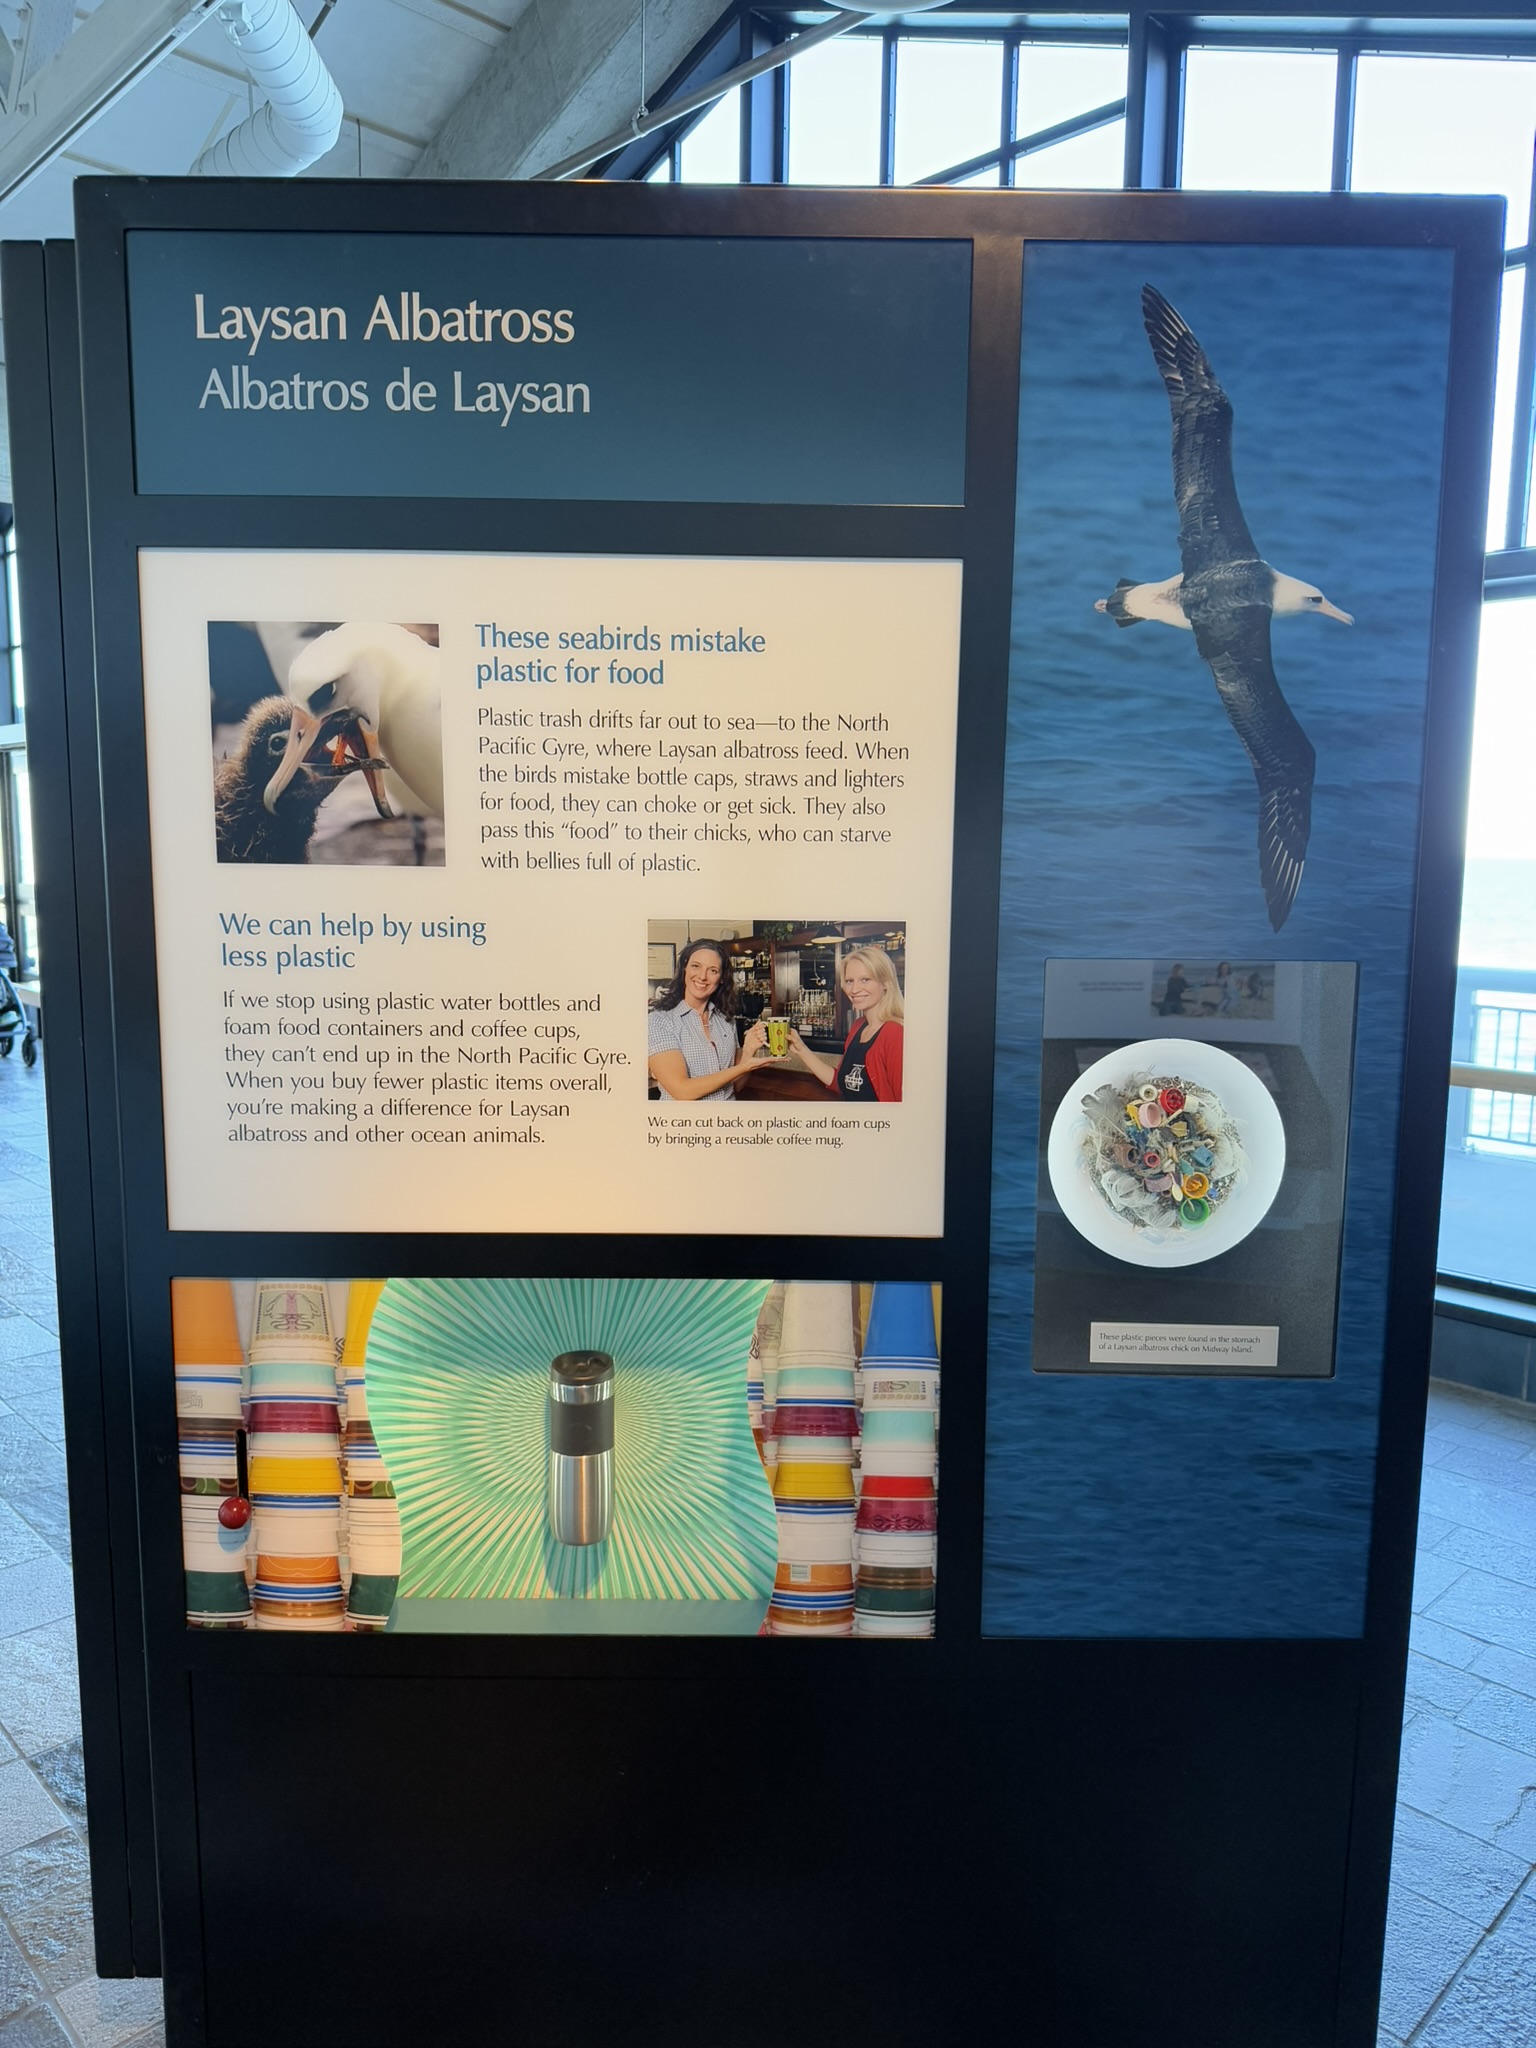 Laysan Albatross
Albatros de Laysan
These seabirds mistake
plastic for food
Plastic trash drifts far out to sea—to the North
Pacific Gyre, where Laysan albatross feed. When
the birds mistake bottle caps, straws and lighters
for food, they can choke or get sick. They also
pass this “food” to their chicks, who can starve
with bellies full of plastic.
We can help by using
less plastic
If we stop using plastic water bottles and
foam food containers and coffee cups,
they can’t end up in the North Pacific Gyre.
When you buy fewer plastic items overall,
you’re making a difference for Laysan
albatross and other ocean animals.
We can cut back on plastic and foam cups
by bringing a reusable coffee mug.
These plastic pieces were found in the stomach
of a Laysan albatross chick on Midway Island.